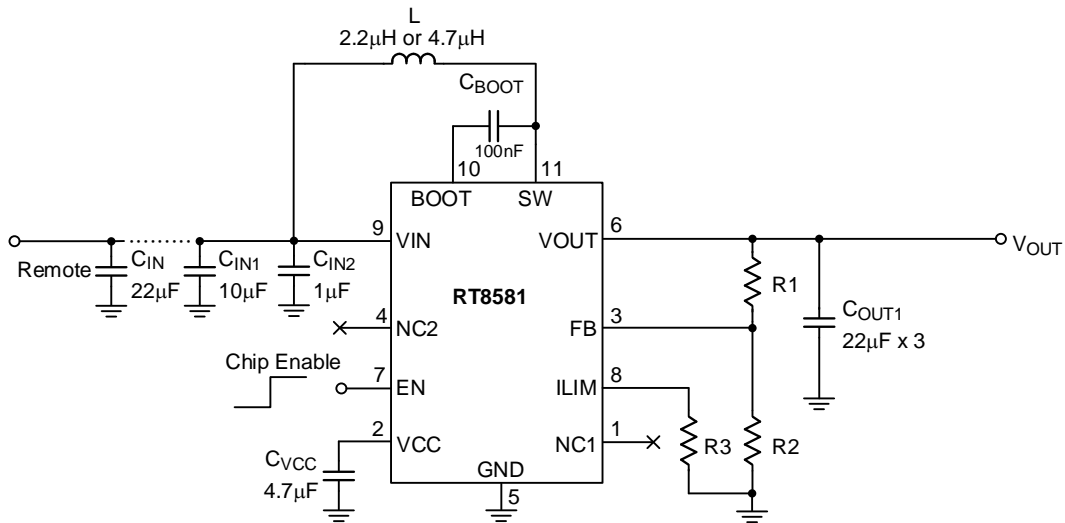 L
2.2μH or 4.7μH
CBOOT
100nF
10
11
BOOT
SW
9
VIN
VOUT
6
VOUT
Remote
CIN
22μF
CIN1
10μF
CIN2
1μF
RT8581
R1
4
NC2
FB
3
COUT1
22μF x 3
Chip Enable
7
EN
ILIM
8
2
VCC
NC1
1
R3
R2
CVCC
4.7μF
GND
5